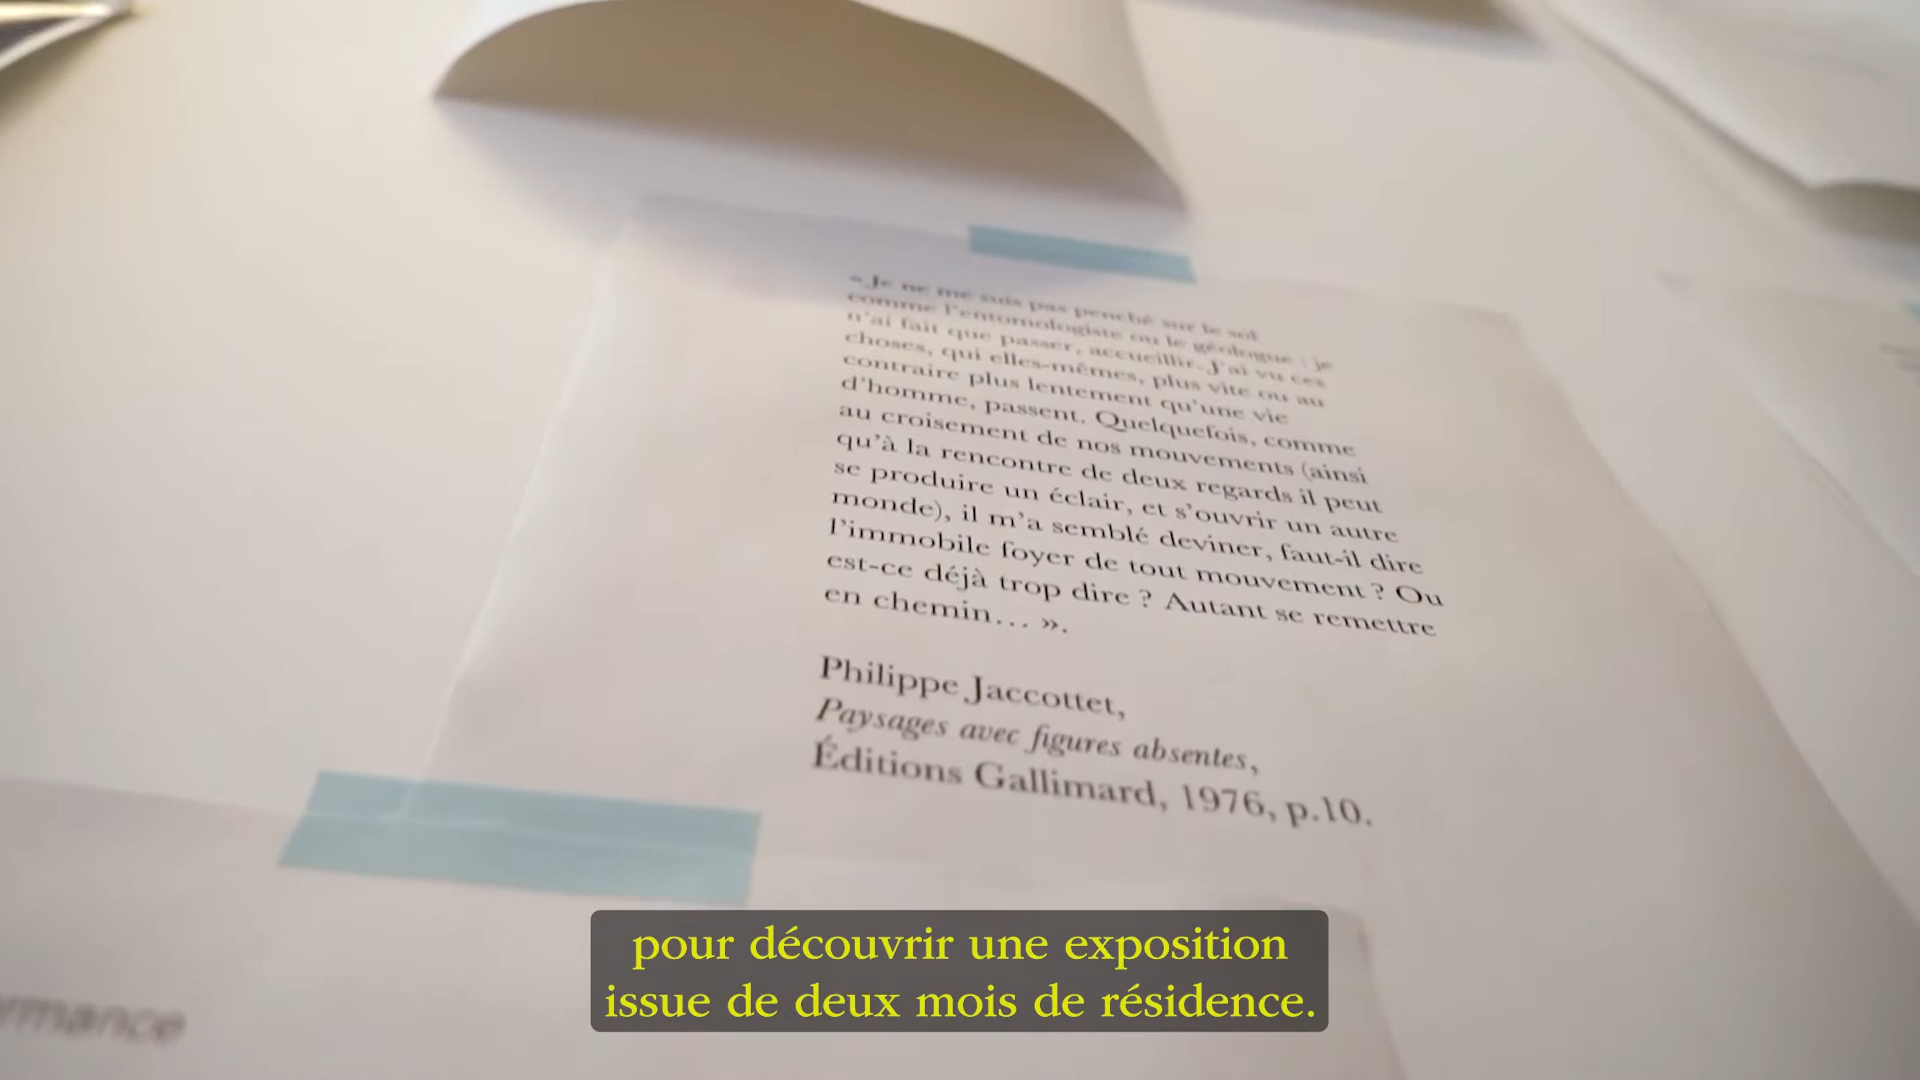 « Je ne me suis pas penché sur le sol
comme l'entomologiste ou le géologue : je
n'ai fait que passer, accueillir. J'ai vu ces
choses, qui elles-mêmes, plus vite ou au
contraire plus lentement qu'une vie
d'homme, passent. Quelquefois, comme
au croisement de nos mouvements (ainsi
qu'à la rencontre de deux regards il peut
se produire un éclair, et s'ouvrir un autre
monde), il m'a semblé deviner, faut-il dire
l'immobile foyer de tout mouvement ? Ou
est-ce déjà trop dire ? Autant se remettre
en chemin... ».
Philippe Jaccottet,
Paysages avec figures absentes,
Éditions Gallimard, 1976, p.10.
pour découvrir une exposition
issue de deux mois de résidence.